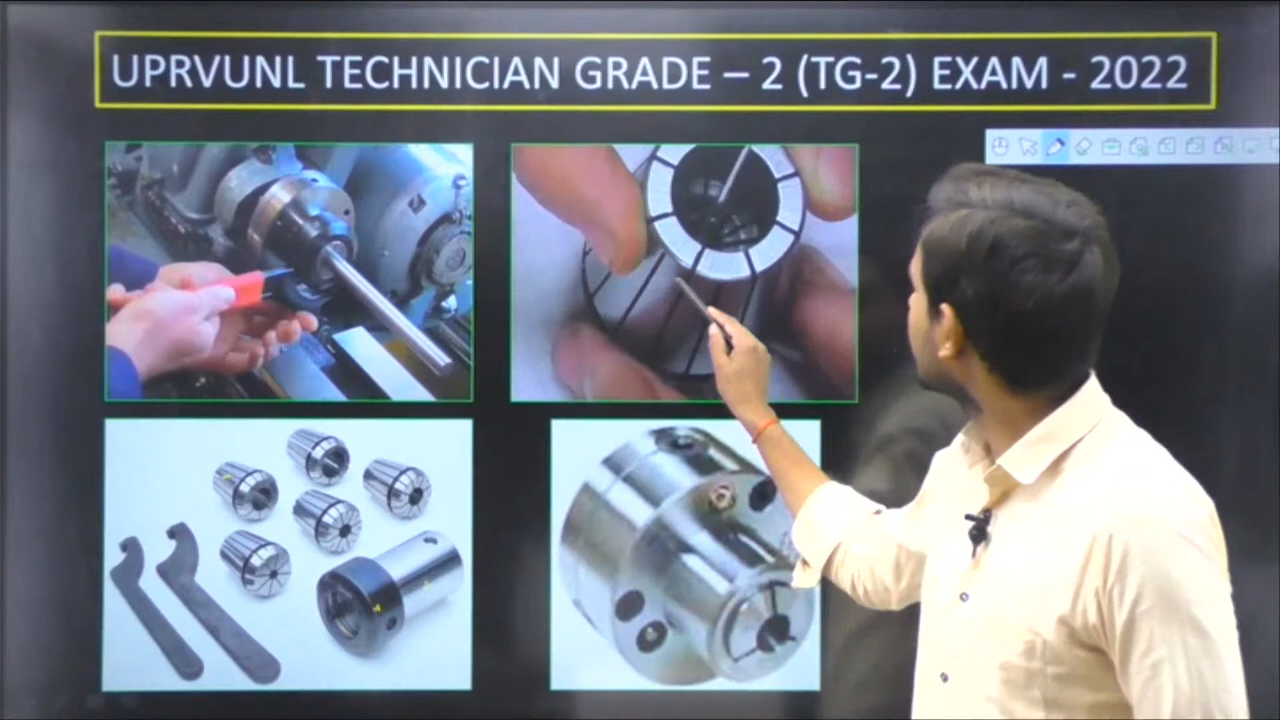 UPRVUNL TECHNICIAN GRADE – 2 (TG-2) EXAM - 2022